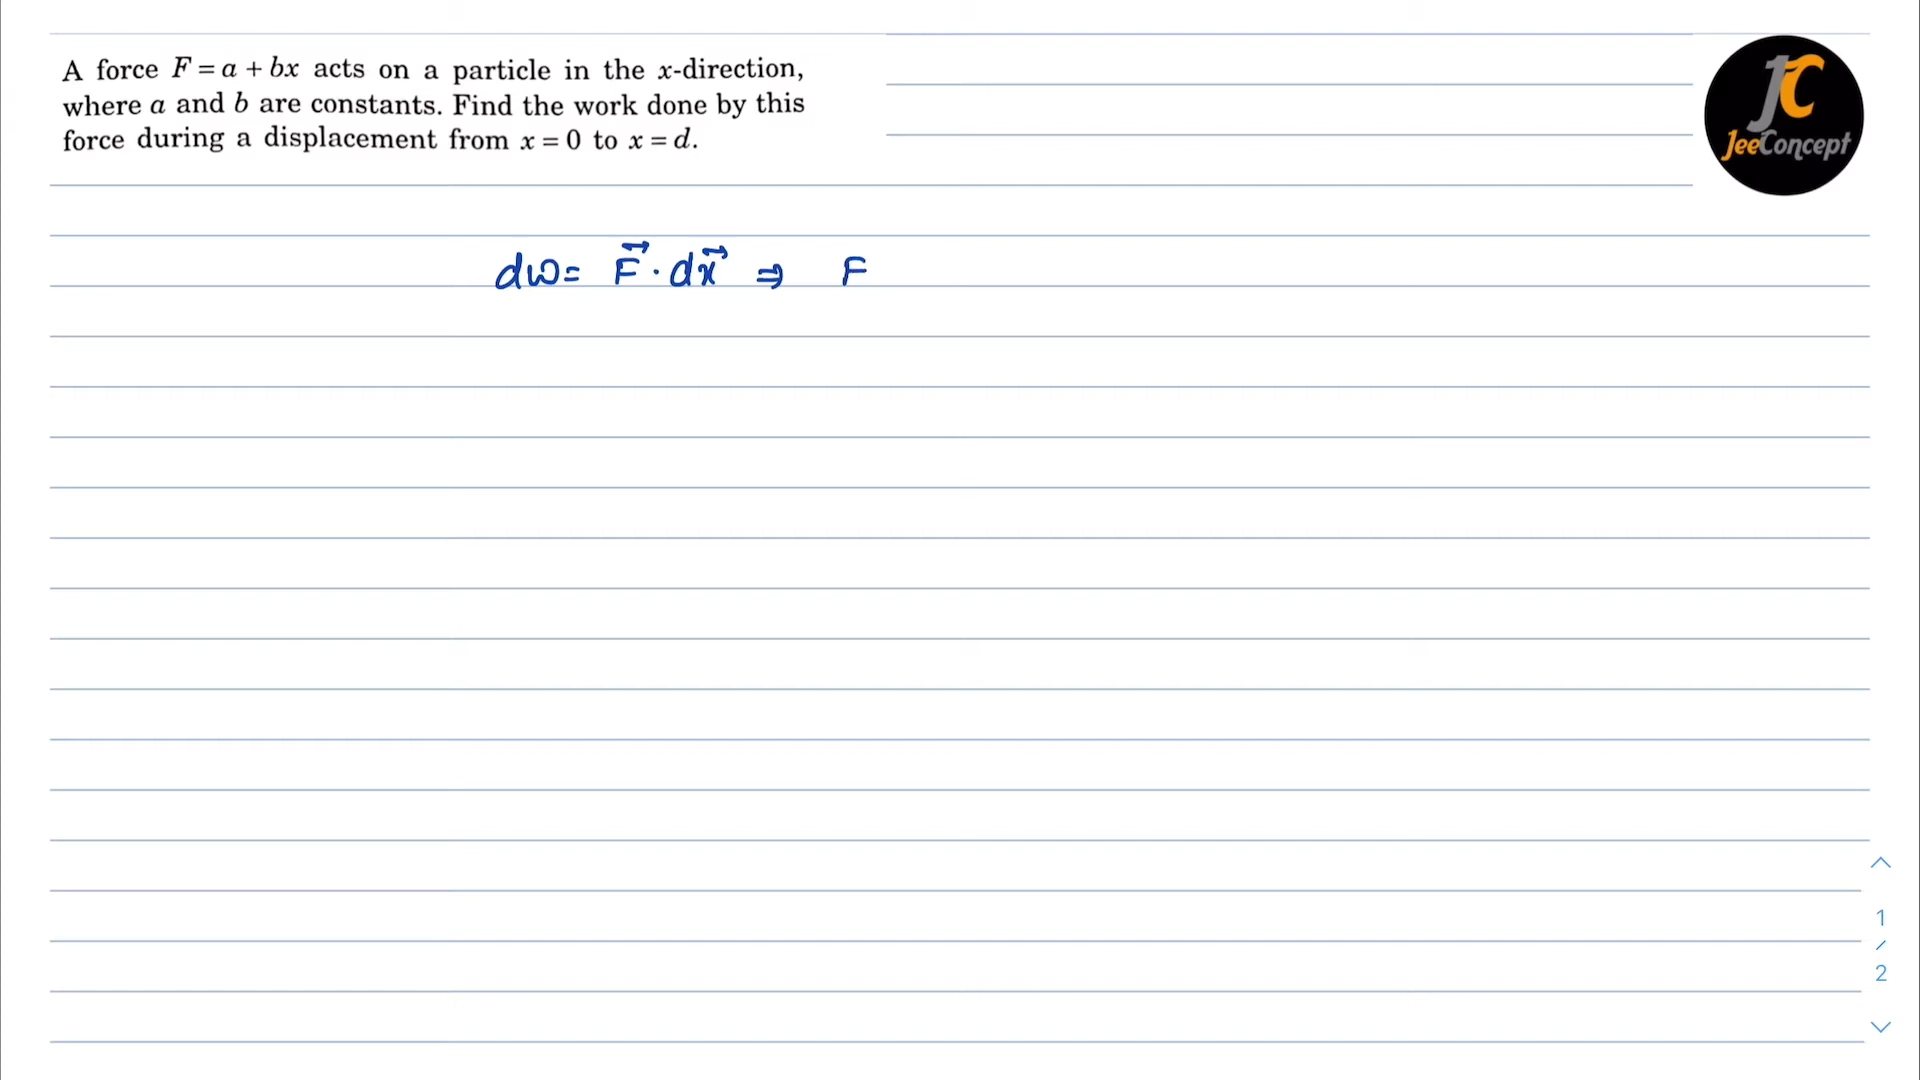 A force F = a + bx acts on a particle in the x-direction,
where a and b are constants. Find the work done by this
force during a displacement from x = 0 to x = d.
JC
JeeConcept
dw = F⃗ · dx⃗ ⇒ F
1
/
2